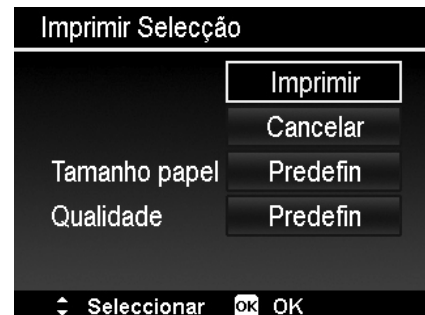 Imprimir Selecção
Imprimir
Cancelar
Tamanho papel Predefin
Qualidade Predefin
Seleccionar OK OK